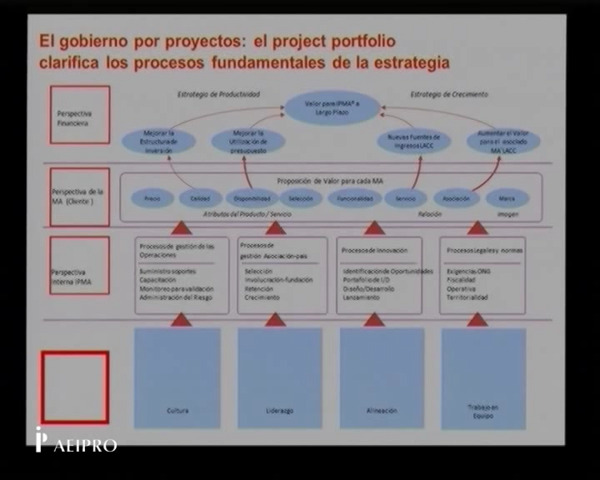 El gobierno por proyectos: el project portfolio
clarifica los procesos fundamentales de la estrategia
Estrategia de Productividad
Estrategia de Crecimiento
Perspectiva
Financiera
Valor para IPMA® a
Largo Plazo
Mejorar la
Estructura de
Inversión
Mejorar la
Utilización de
presupuesto
Nuevas Fuentes de
Ingresos LACC
Aumentar el Valor
para el asociado
MA LACC
Perspectiva de la
MA (Cliente)
Proposición de Valor para cada MA
Precio
Calidad
Disponibilidad
Selección
Funcionalidad
Servicio
Asociación
Marca
Atributos del Producto / Servicio
Relación
Imagen
Perspectiva
Interna IPMA
Procesos de gestión de las
Operaciones
Suministro soportes
Capacitación
Monitoreo para validación
Administración del Riesgo
Procesos de
gestión Asociación-país
Selección
Involucración-fundación
Retención
Crecimiento
Procesos de Innovación
Identificación de Oportunidades
Portafolio de I/D
Diseño/Desarrollo
Lanzamiento
Procesos Legales y normas
Exigencias ONG
Fiscalidad
Operativa
Territorialidad
Cultura
Liderazgo
Alineación
Trabajo en
Equipo
AEIPRO